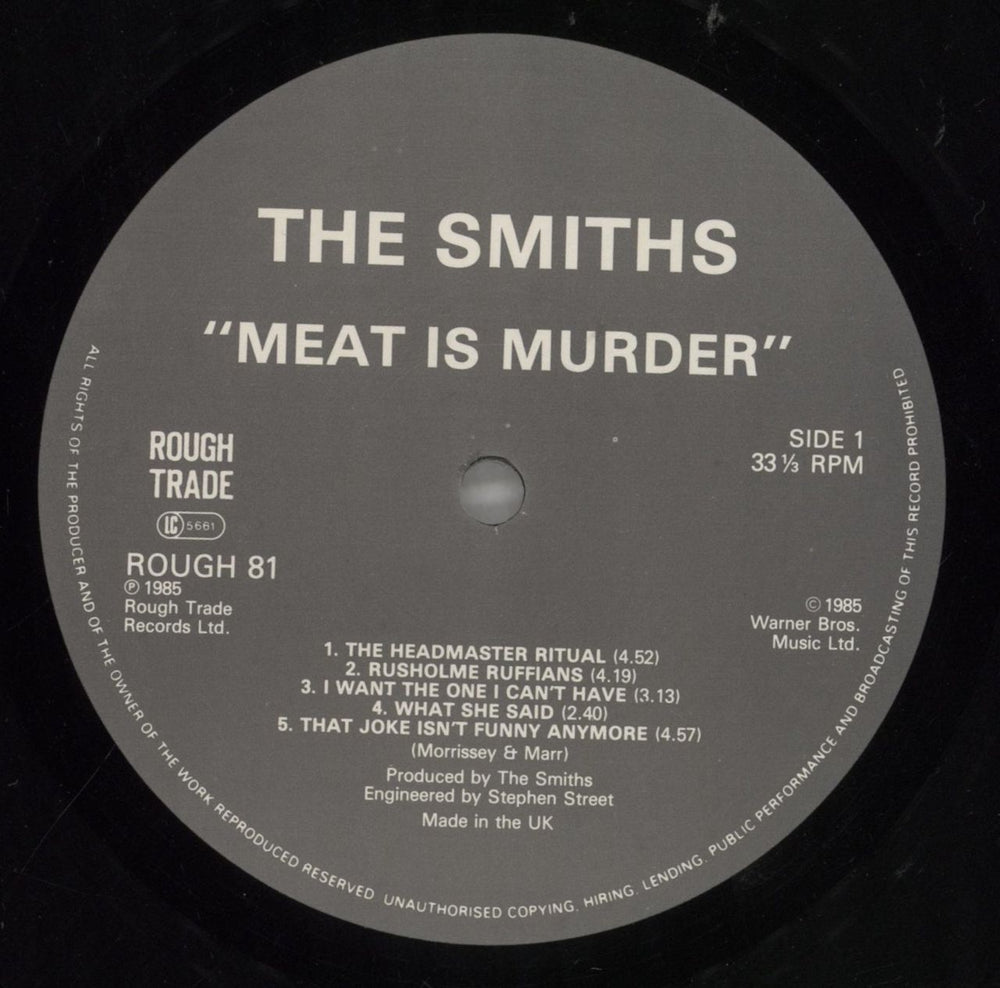 THE SMITHS
"MEAT IS MURDER"
ROUGH
TRADE
LC 5661
ROUGH 81
Ⓟ 1985
Rough Trade
Records Ltd.
SIDE 1
33 ⅓ RPM
© 1985
Warner Bros.
Music Ltd.
1. THE HEADMASTER RITUAL (4.52)
2. RUSHOLME RUFFIANS (4.19)
3. I WANT THE ONE I CAN'T HAVE (3.13)
4. WHAT SHE SAID (2.40)
5. THAT JOKE ISN'T FUNNY ANYMORE (4.57)
(Morrissey & Marr)
Produced by The Smiths
Engineered by Stephen Street
Made in the UK
ALL RIGHTS OF THE PRODUCER AND OF THE OWNER OF THE WORK REPRODUCED RESERVED. UNAUTHORISED COPYING. HIRING. LENDING. PUBLIC PERFORMANCE AND BROADCASTING OF THIS RECORD PROHIBITED